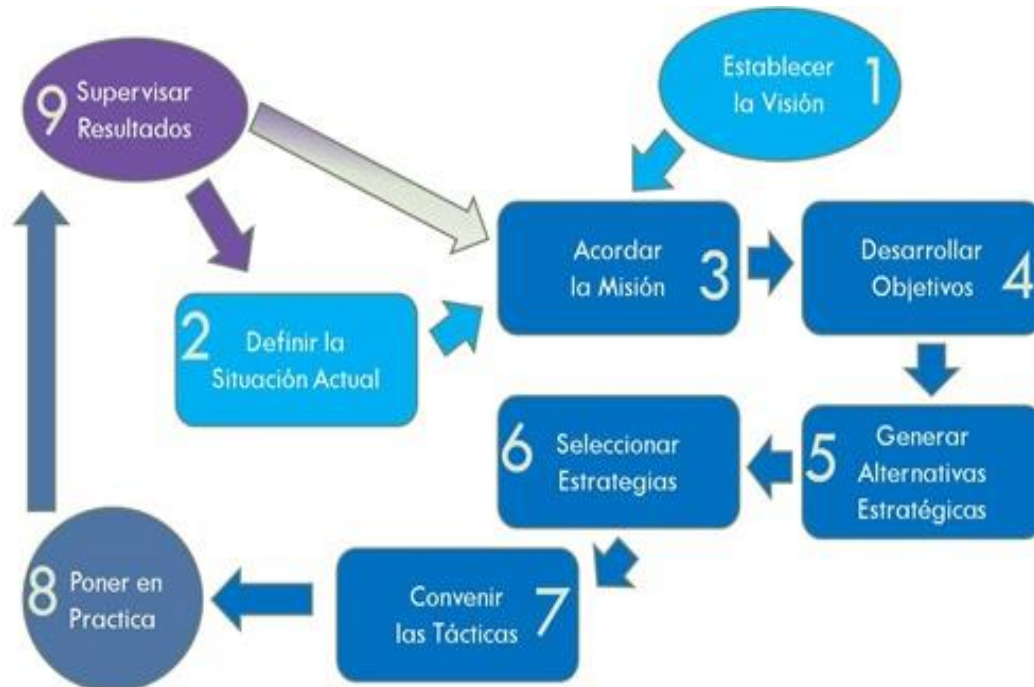 1
Establecer
la Visión
2
Definir la
Situación Actual
3
Acordar
la Misión
4
Desarrollar
Objetivos
5
Generar
Alternativas
Estratégicas
6
Seleccionar
Estrategias
7
Convenir
las Tácticas
8
Poner en
Practica
9
Supervisar
Resultados